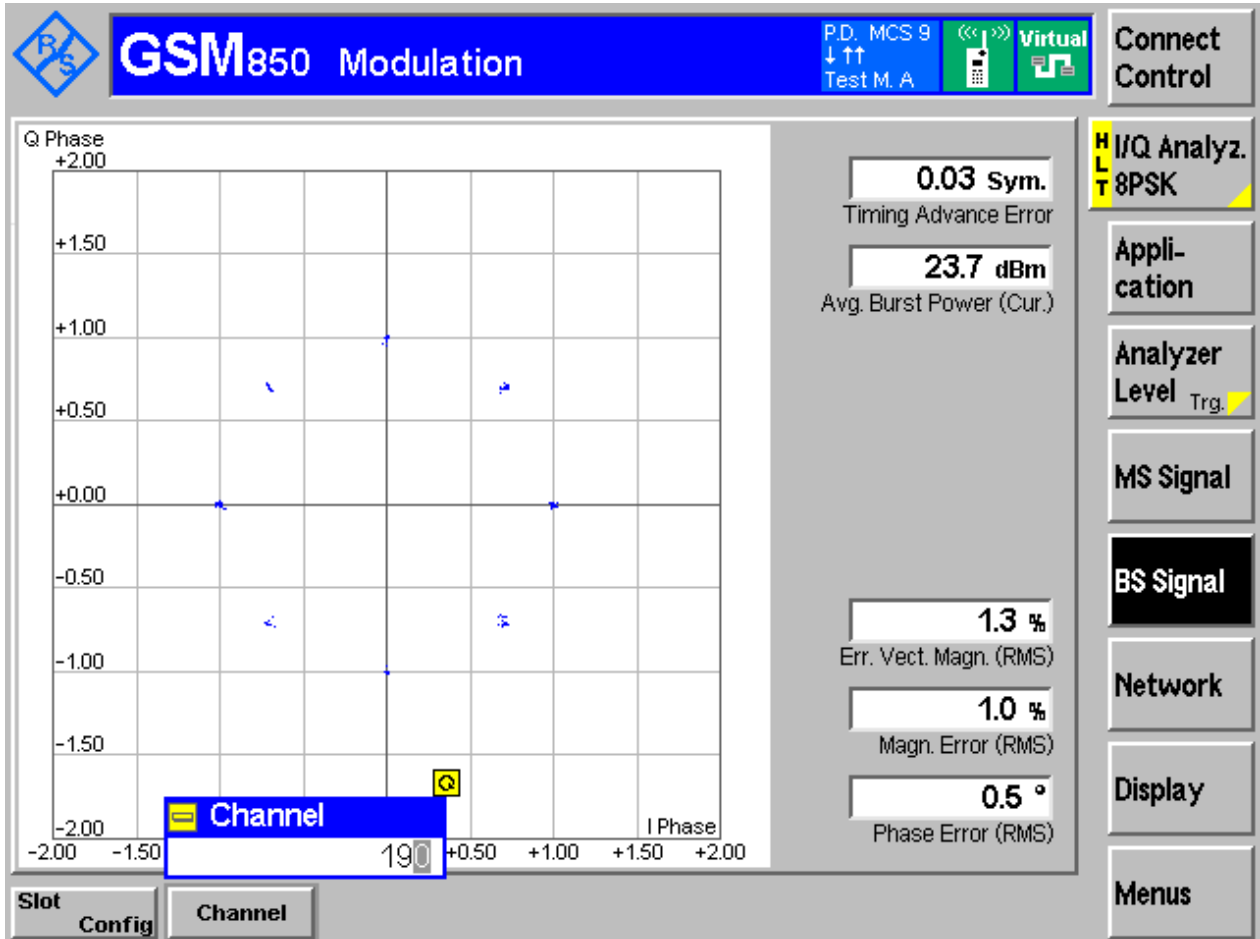 R/S
GSM850 Modulation
P.D. MCS 9
↓↑↑
Test M. A
Virtual
Connect
Control
Q Phase
+2.00
+1.50
+1.00
+0.50
+0.00
-0.50
-1.00
-1.50
-2.00
-2.00 -1.50 +0.50 +1.00 +1.50 +2.00
I Phase
Q
Channel
190
0.03 Sym.
Timing Advance Error
23.7 dBm
Avg. Burst Power (Cur.)
1.3 %
Err. Vect. Magn. (RMS)
1.0 %
Magn. Error (RMS)
0.5 °
Phase Error (RMS)
HLT
I/Q Analyz.
8PSK
Appli-
cation
Analyzer
Level Trg.
MS Signal
BS Signal
Network
Display
Menus
Slot
Config
Channel